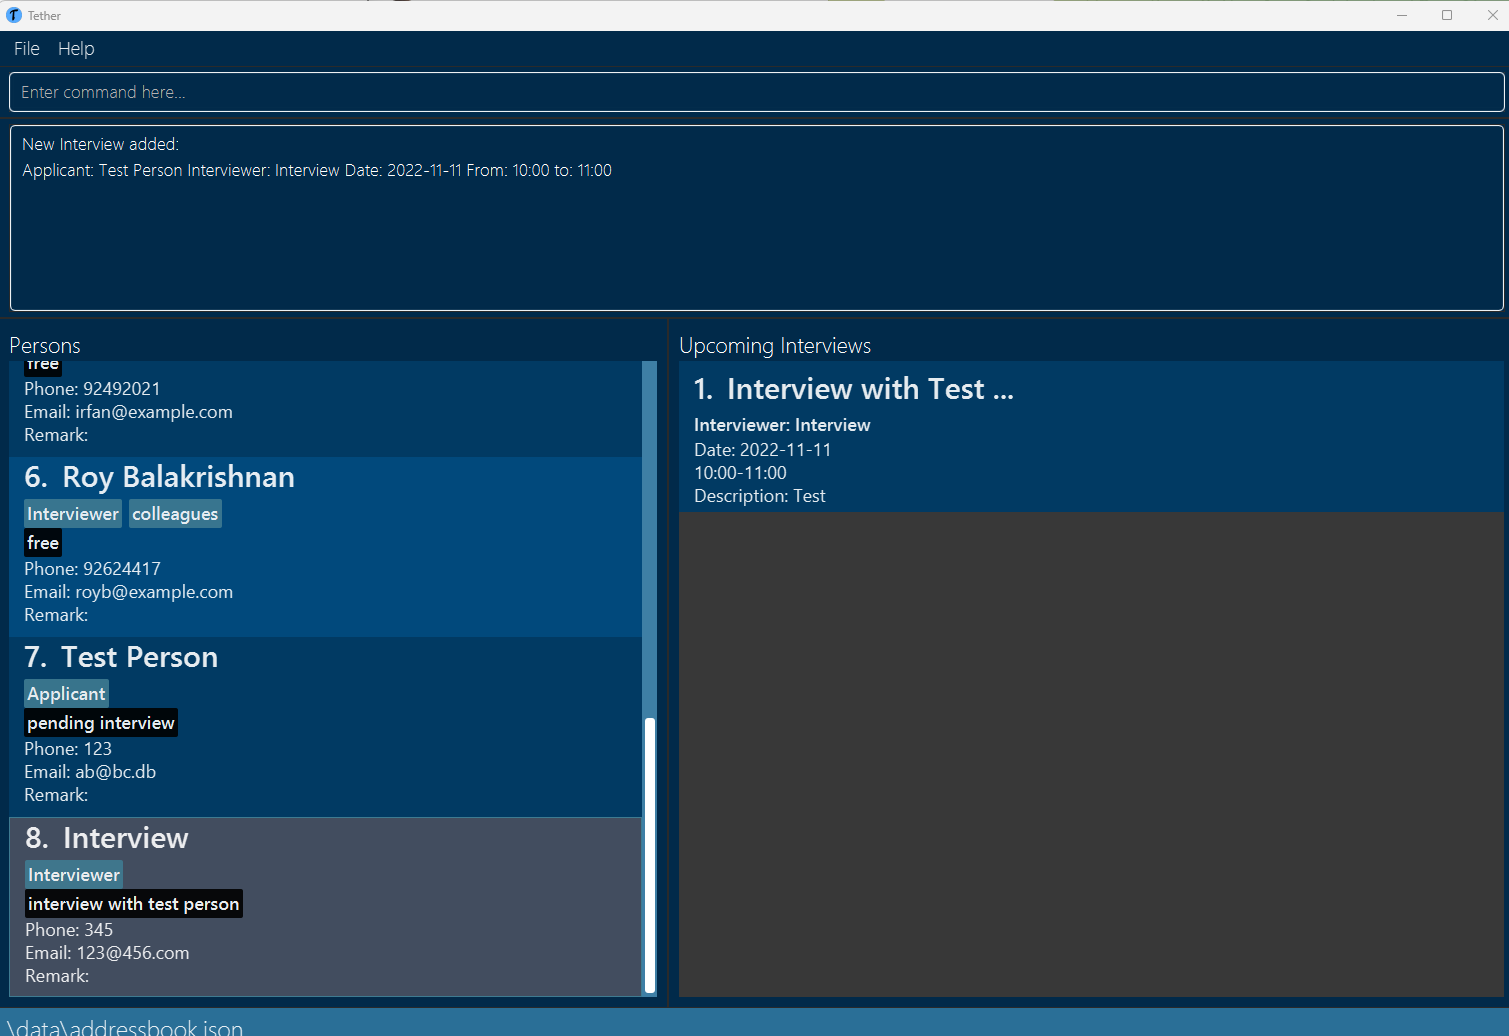 Tether
File Help
Enter command here...
New Interview added:
Applicant: Test Person Interviewer: Interview Date: 2022-11-11 From: 10:00 to: 11:00
Persons
free
Phone: 92492021
Email: irfan@example.com
Remark:
6. Roy Balakrishnan
Interviewer colleagues
free
Phone: 92624417
Email: royb@example.com
Remark:
7. Test Person
Applicant
pending interview
Phone: 123
Email: ab@bc.db
Remark:
8. Interview
Interviewer
interview with test person
Phone: 345
Email: 123@456.com
Remark:
Upcoming Interviews
1. Interview with Test ...
Interviewer: Interview
Date: 2022-11-11
10:00-11:00
Description: Test
\data\addressbook.json